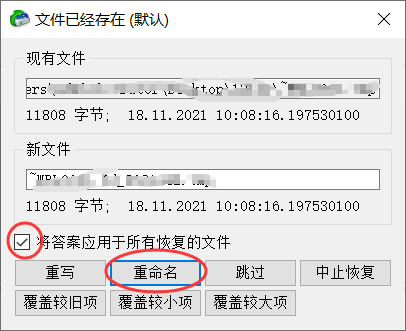 文件已经存在 (默认)
现有文件
11808 字节; 18.11.2021 10:08:16.197530100
新文件
11808 字节; 18.11.2021 10:08:16.197530100
将答案应用于所有恢复的文件
重写 重命名 跳过 中止恢复
覆盖较旧项 覆盖较小项 覆盖较大项